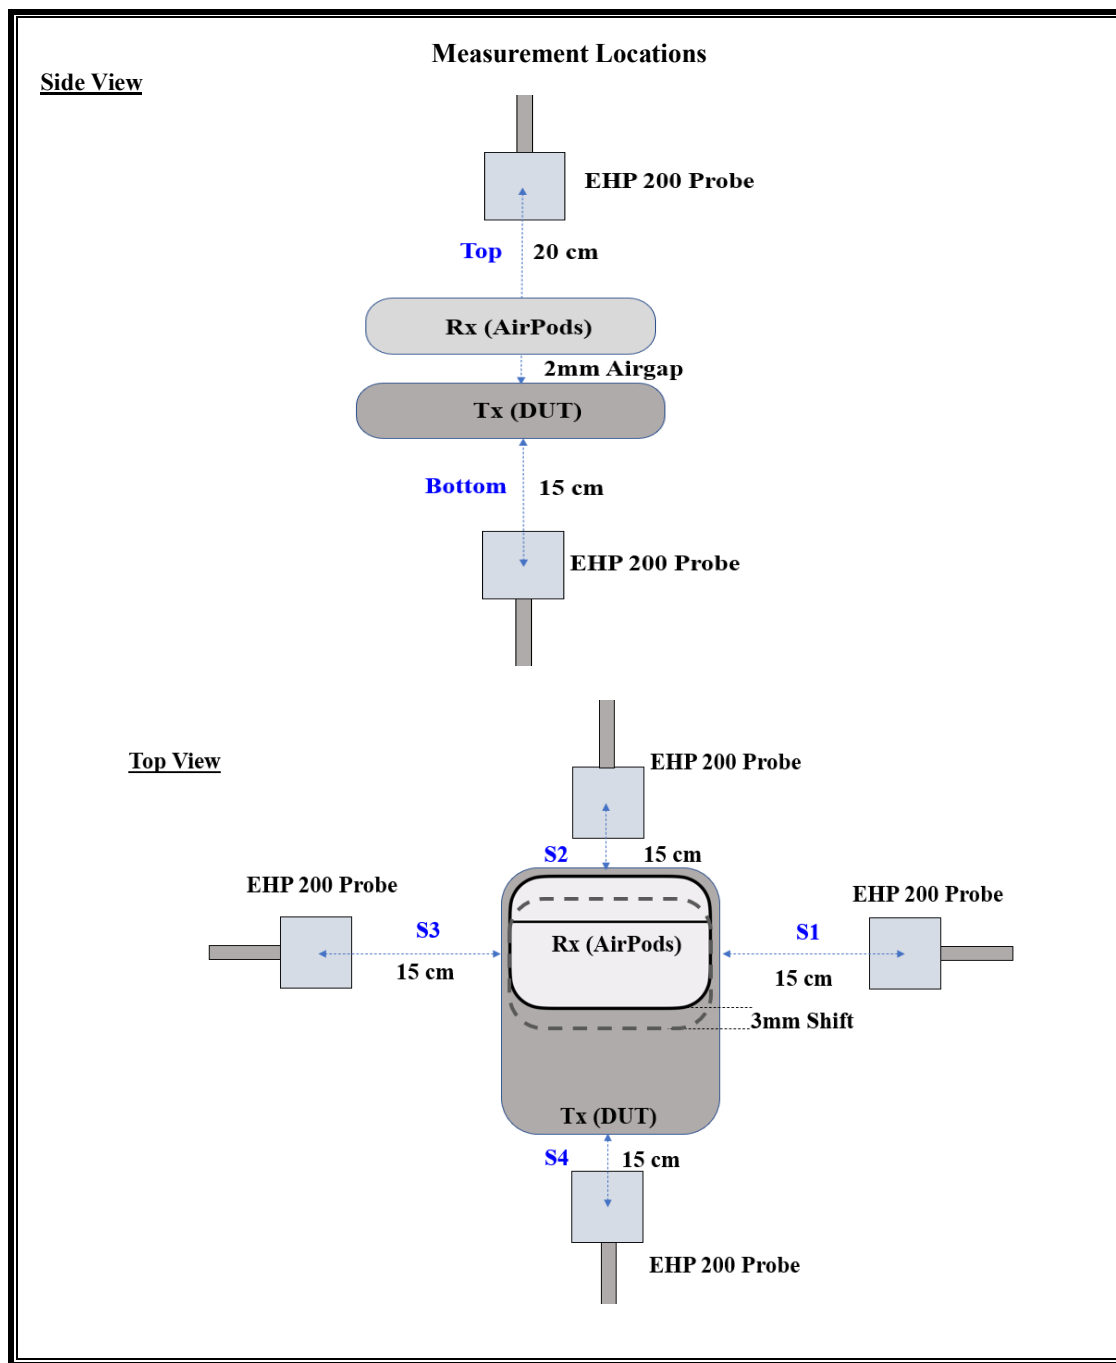 Measurement Locations
Side View
EHP 200 Probe
Top 20 cm
Rx (AirPods)
2mm Airgap
Tx (DUT)
Bottom 15 cm
EHP 200 Probe
Top View
EHP 200 Probe
S2 15 cm
EHP 200 Probe
EHP 200 Probe
S3
S1
Rx (AirPods)
15 cm
15 cm
3mm Shift
Tx (DUT)
S4 15 cm
EHP 200 Probe